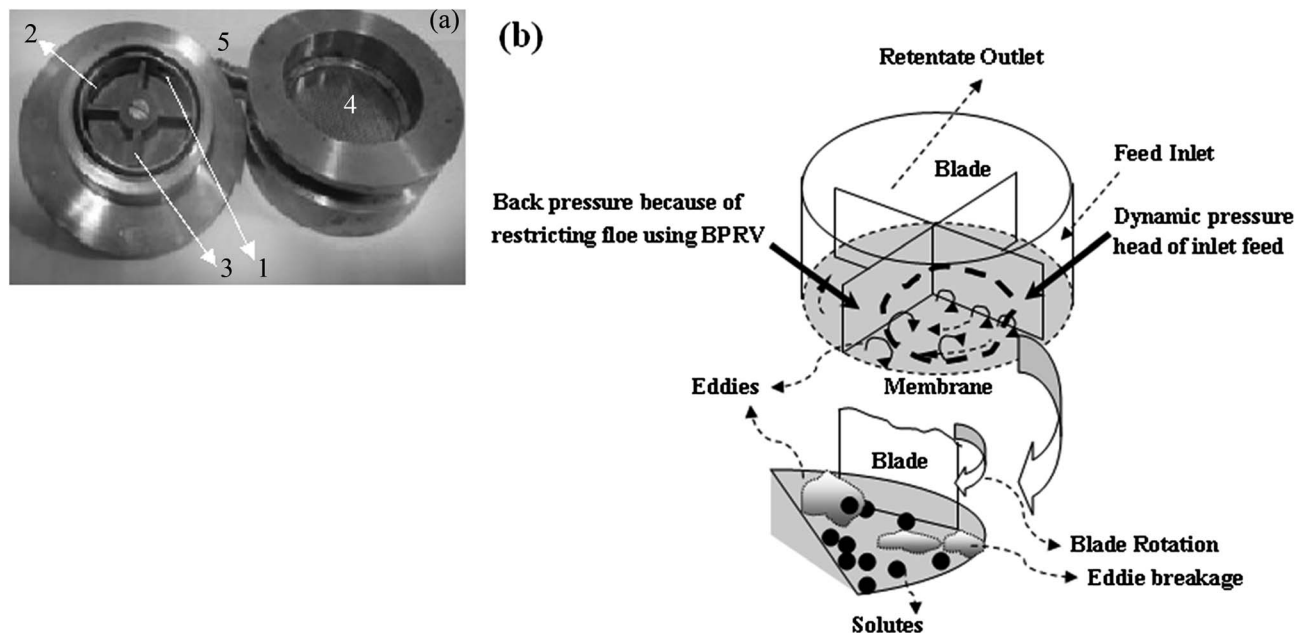 (a)
2
5
4
3
1
(b)
Retentate Outlet
Feed Inlet
Blade
Back pressure because of
restricting floe using BPRV
Dynamic pressure
head of inlet feed
Eddies
Membrane
Blade
Blade Rotation
Eddie breakage
Solutes